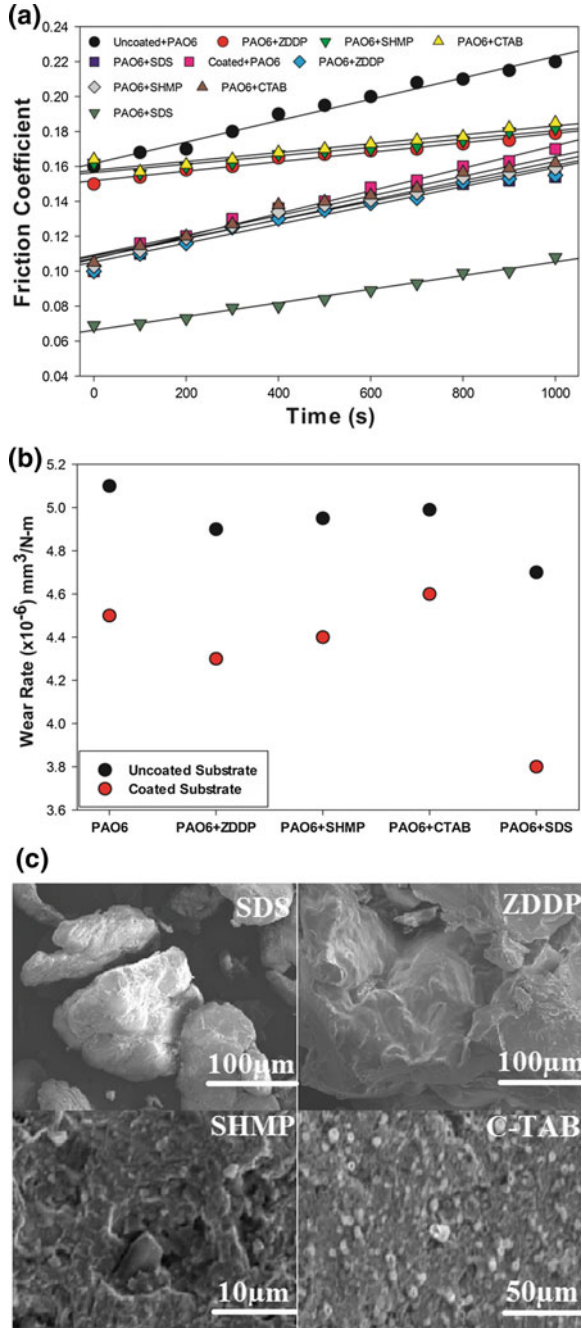 (a)
Uncoated+PAO6 PAO6+ZDDP PAO6+SHMP PAO6+CTAB
PAO6+SDS Coated+PAO6 PAO6+ZDDP
PAO6+SHMP PAO6+CTAB
PAO6+SDS
Friction Coefficient
0.24
0.22
0.20
0.18
0.16
0.14
0.12
0.10
0.08
0.06
0.04
0 200 400 600 800 1000
Time (s)
(b)
Wear Rate (x10⁻⁶) mm³/N-m
5.2
5.0
4.8
4.6
4.4
4.2
4.0
3.8
3.6
Uncoated Substrate
Coated Substrate
PAO6 PAO6+ZDDP PAO6+SHMP PAO6+CTAB PAO6+SDS
(c)
SDS ZDDP
100µm 100µm
SHMP C-TAB
10µm 50µm